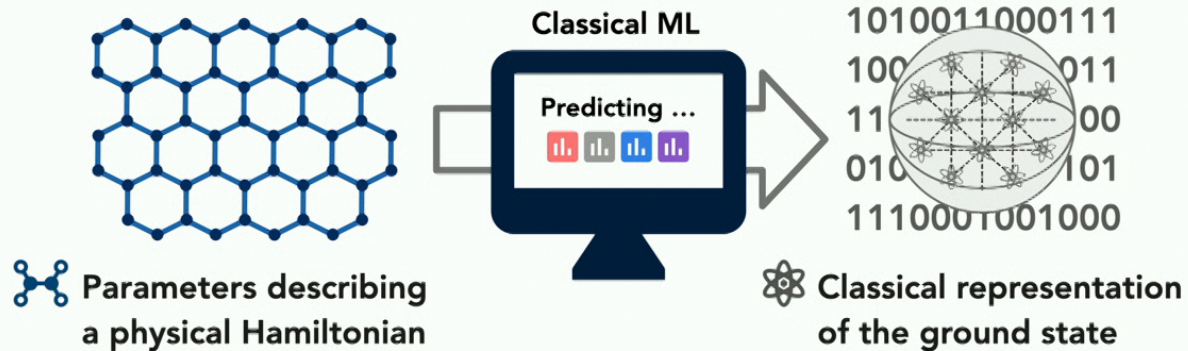 Classical ML
Predicting ...
1010011000111
100 011
11 00
010 101
1110001001000
Parameters describing
a physical Hamiltonian
Classical representation
of the ground state